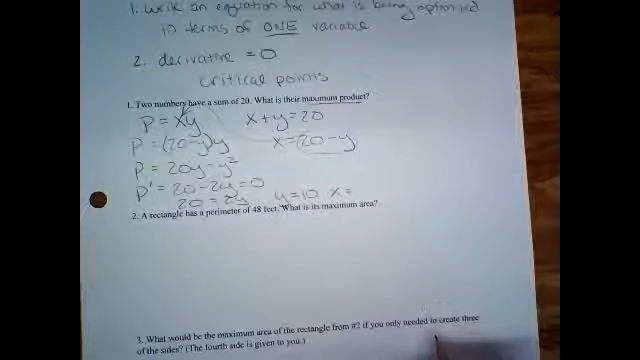 1. Write an equation for what is being optimized
in terms of ONE variable
2. derivative = 0
critical points
1. Two numbers have a sum of 20. What is their maximum product?
P = xy x+y=20
P = (20-y)y x=20-y
P = 20y-y²
P' = 20-2y=0
20 = 2y y=10 x=
2. A rectangle has a perimeter of 48 feet. What is its maximum area?
3. What would be the maximum area of the rectangle from #2 if you only needed to create three
of the sides? (The fourth side is given to you.)